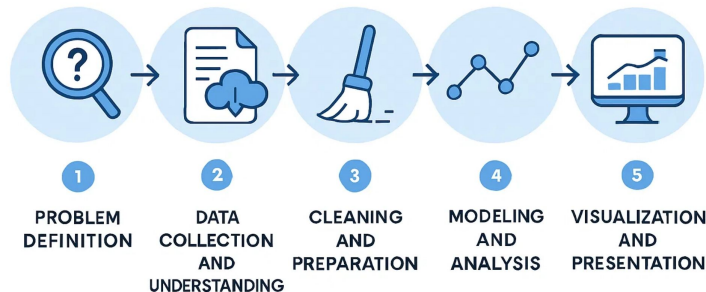 ?
1
PROBLEM
DEFINITION
2
DATA
COLLECTION
AND
UNDERSTANDING
3
CLEANING
AND
PREPARATION
4
MODELING
AND
ANALYSIS
5
VISUALIZATION
AND
PRESENTATION